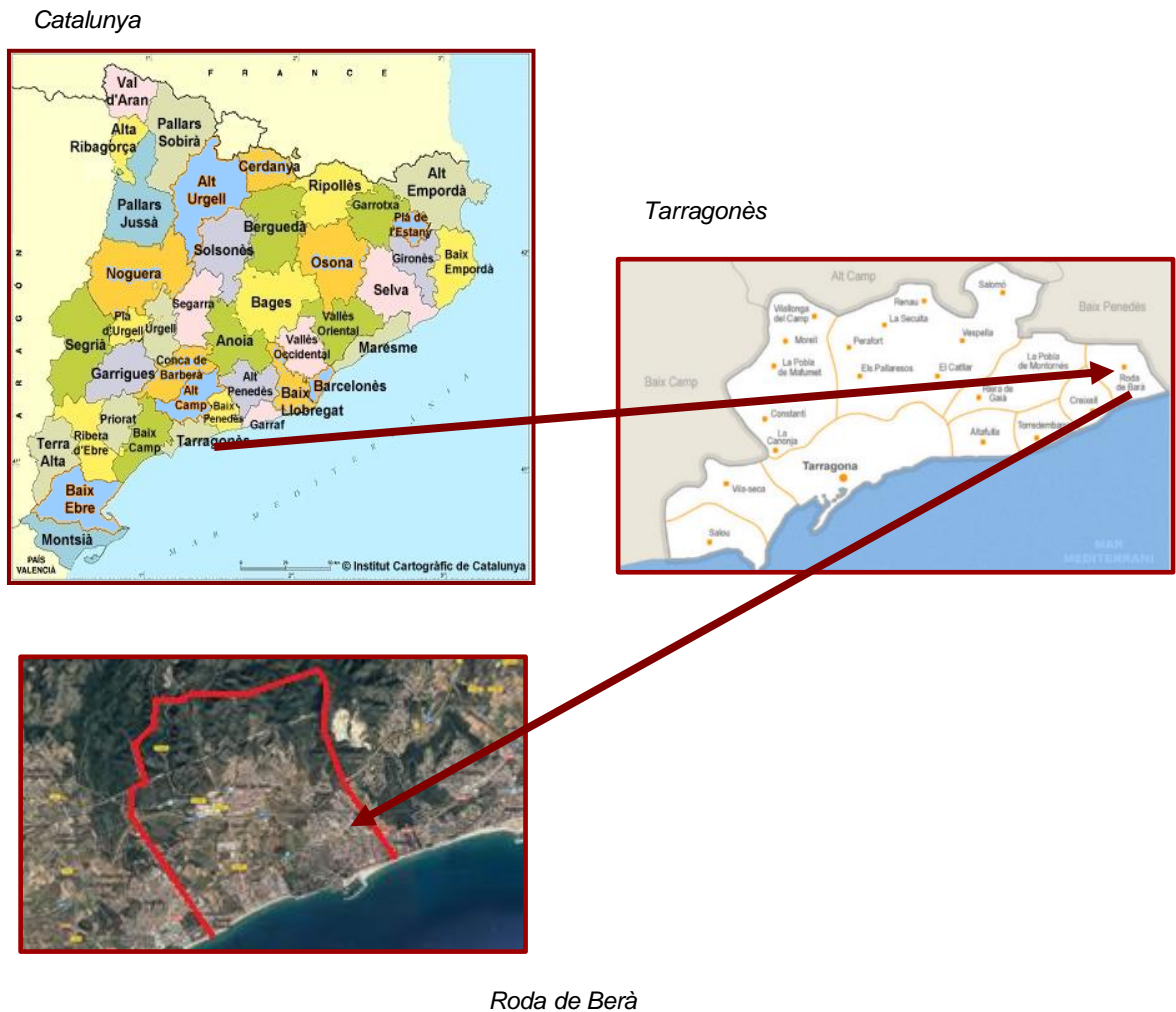 Catalunya
F R A N C E
Val
d'Aran
Alta
Ribagorça
Pallars
Sobirà
Cerdanya
Alt
Urgell
Ripollès
Alt
Empordà
Garrotxa
Pallars
Jussà
Plà de
l'Estany
Berguedà
Solsonès
Osona
Gironès
Baix
Empordà
Noguera
Selva
Segarra
Bages
Plà
d'Urgell
Urgell
Vallès
Oriental
Segrià
Anoia
Vallès
Occidental
Marésme
Conca de
Barberà
Garrigues
Alt
Penedès
Barcelonès
Alt
Camp
Baix
Llobregat
Baix
Penedès
Garraf
Priorat
Terra
Alta
Ribera
d'Ebre
Baix
Camp
Tarragonès
Baix
Ebre
Montsià
PAÍS
VALENCIÀ
A R A G Ó N
M A R M E D I T E R R A N I A
© Institut Cartogràfic de Catalunya
Tarragonès
Alt Camp
Salomó
Renau
Baix Penedès
Vilallonga
del Camp
La Secuita
Vespella
Morell
Perafort
La Pobla
de Mafumet
La Pobla
de Montornès
Els Pallaresos
El Catllar
Roda
de Barà
Baix Camp
Riera de
Gaià
Creixell
Constantí
La
Canonja
Altafulla
Torredembarra
Tarragona
Vila-seca
Salou
MAR
MEDITERRANI
Roda de Berà